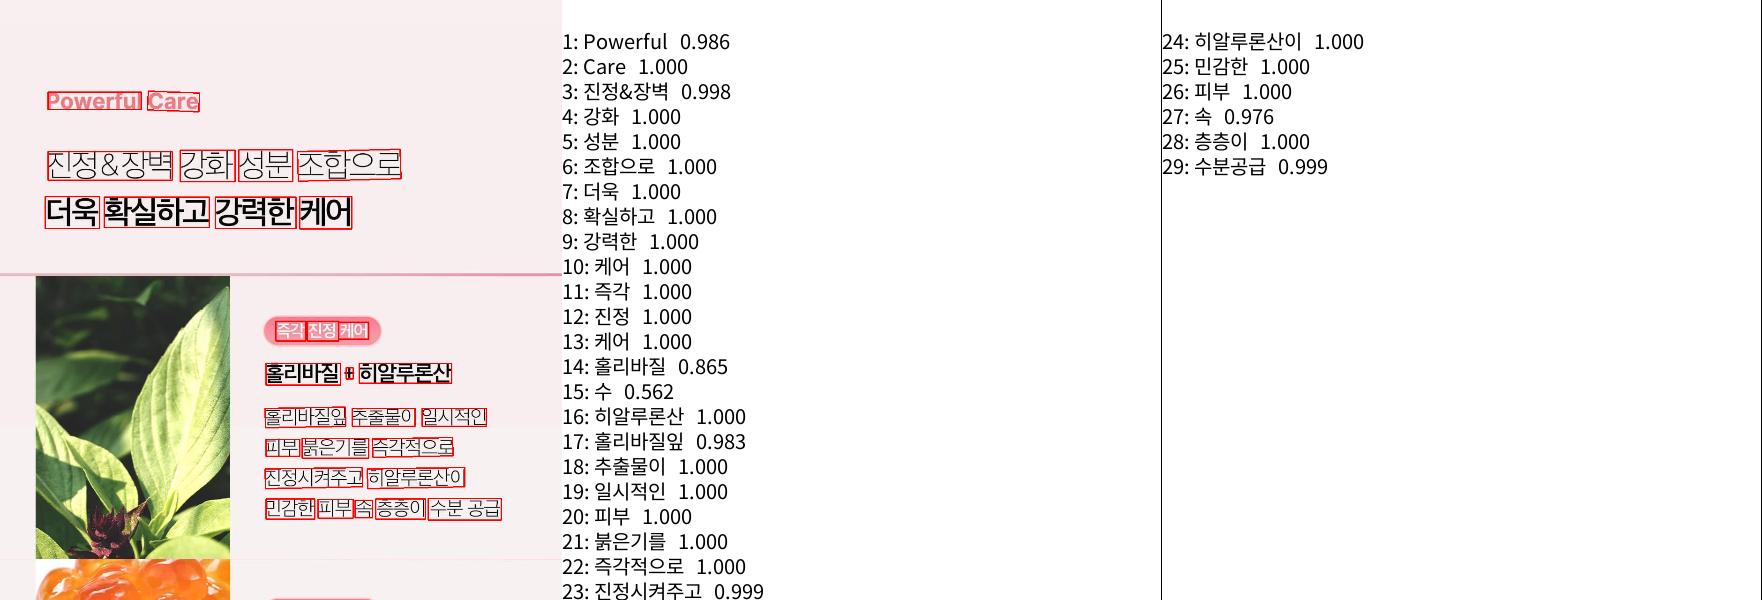 Powerful Care
진정&장벽 강화 성분 조합으로
더욱 확실하고 강력한 케어
즉각 진정 케어
홀리바질 + 히알루론산
홀리바질잎 추출물이 일시적인
피부 붉은기를 즉각적으로
진정시켜주고 히알루론산이
민감한 피부 속 층층이 수분 공급
1: Powerful 0.986
2: Care 1.000
3: 진정&장벽 0.998
4: 강화 1.000
5: 성분 1.000
6: 조합으로 1.000
7: 더욱 1.000
8: 확실하고 1.000
9: 강력한 1.000
10: 케어 1.000
11: 즉각 1.000
12: 진정 1.000
13: 케어 1.000
14: 홀리바질 0.865
15: 수 0.562
16: 히알루론산 1.000
17: 홀리바질잎 0.983
18: 추출물이 1.000
19: 일시적인 1.000
20: 피부 1.000
21: 붉은기를 1.000
22: 즉각적으로 1.000
23: 진정시켜주고 0.999
24: 히알루론산이 1.000
25: 민감한 1.000
26: 피부 1.000
27: 속 0.976
28: 층층이 1.000
29: 수분공급 0.999